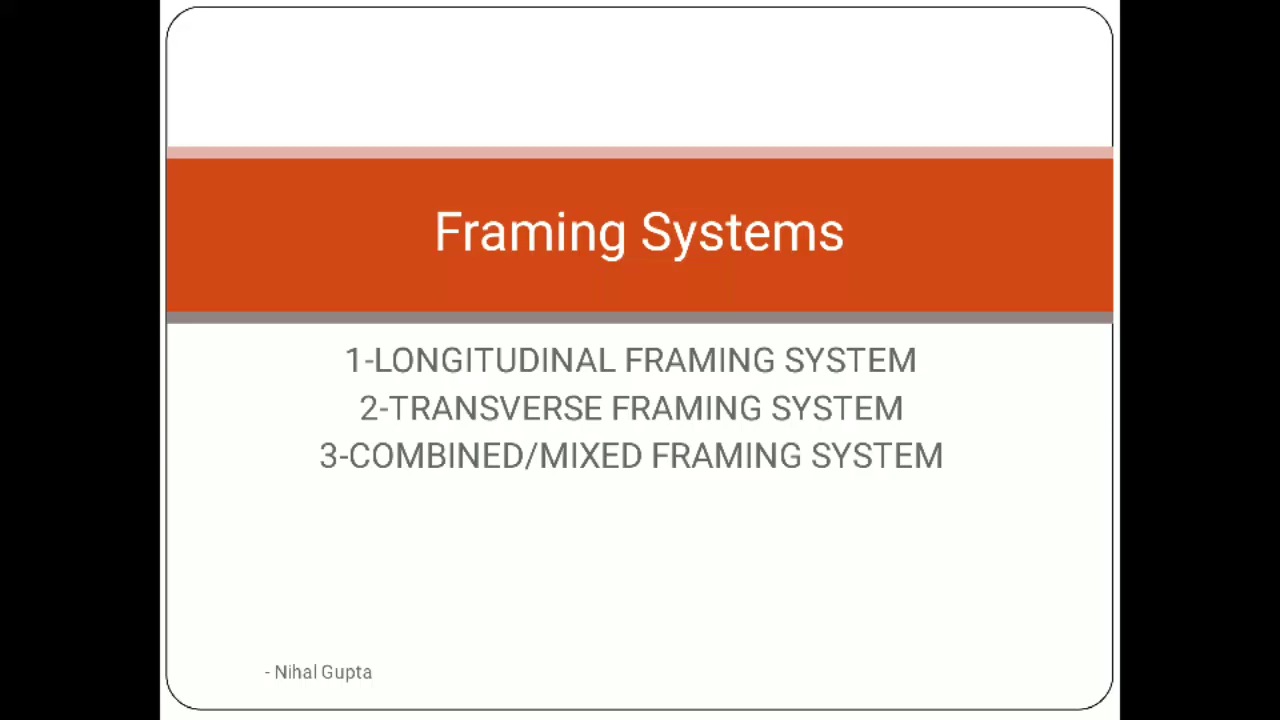 Framing Systems
1-LONGITUDINAL FRAMING SYSTEM
2-TRANSVERSE FRAMING SYSTEM
3-COMBINED/MIXED FRAMING SYSTEM
- Nihal Gupta